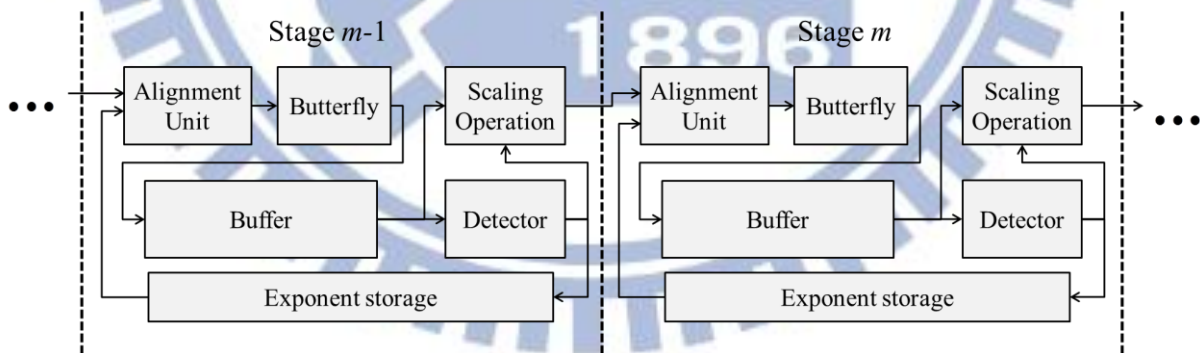 Stage m-1
Stage m
1896
Alignment
Unit
Butterfly
Scaling
Operation
Alignment
Unit
Butterfly
Scaling
Operation
Buffer
Detector
Buffer
Detector
Exponent storage
Exponent storage